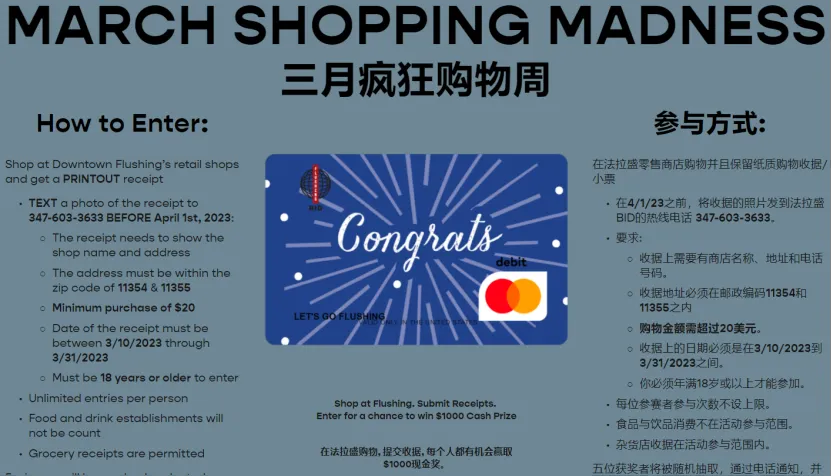 MARCH SHOPPING MADNESS
三月疯狂购物周
How to Enter:
Shop at Downtown Flushing's retail shops
and get a PRINTOUT receipt
• TEXT a photo of the receipt to
347-603-3633 BEFORE April 1st, 2023:
○ The receipt needs to show the
shop name and address
○ The address must be within the
zip code of 11354 & 11355
○ Minimum purchase of $20
○ Date of the receipt must be
between 3/10/2023 through
3/31/2023
○ Must be 18 years or older to enter
• Unlimited entries per person
• Food and drink establishments will
not be count
• Grocery receipts are permitted
FLUSHING
BID
Congrats
debit
LET'S GO FLUSHING
ONLY IN THE UNITED STATES
Shop at Flushing. Submit Receipts.
Enter for a chance to win $1000 Cash Prize
在法拉盛购物,提交收据,每个人都有机会赢取
$1000现金奖。
参与方式:
在法拉盛零售商店购物并且保留纸质购物收据/
小票
• 在4/1/23之前，将收据的照片发到法拉盛
BID的热线电话 347-603-3633。
• 要求:
○ 收据上需要有商店名称、地址和电话
号码。
○ 收据地址必须在邮政编码11354和
11355之内
○ 购物金额需超过20美元。
○ 收据上的日期必须是在3/10/2023到
3/31/2023之间。
○ 你必须年满18岁或以上才能参加。
• 每位参赛者参与次数不设上限。
• 食品与饮品消费不在活动参与范围。
• 杂货店收据在活动参与范围内。
五位获奖者将被随机抽取，通过电话通知，并